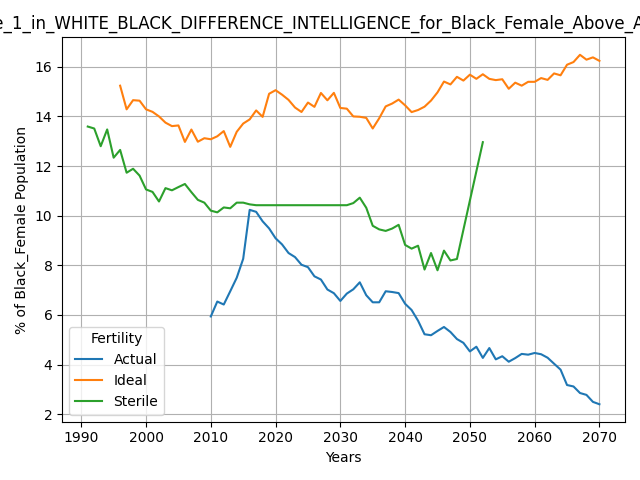 e_1_in_WHITE_BLACK_DIFFERENCE_INTELLIGENCE_for_Black_Female_Above_A
% of Black_Female Population
16
14
12
10
8
6
4
2
Fertility
Actual
Ideal
Sterile
1990 2000 2010 2020 2030 2040 2050 2060 2070
Years